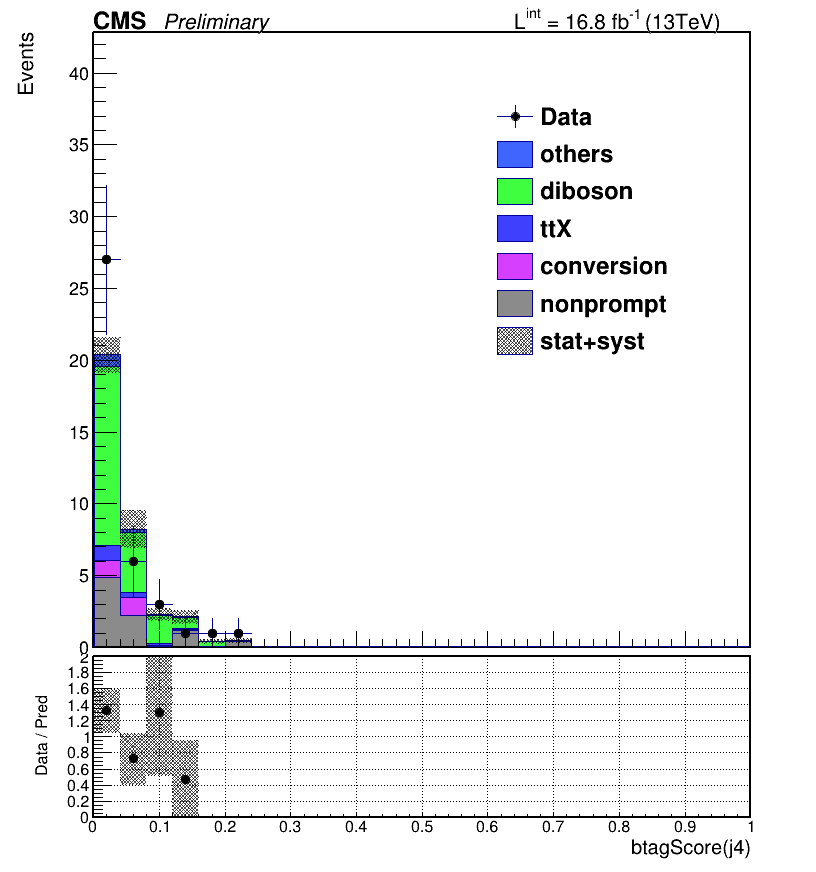 CMS Preliminary L^int = 16.8 fb^-1 (13TeV)
Events
40
35
30
25
20
15
10
5
0
Data
others
diboson
ttX
conversion
nonprompt
stat+syst
Data / Pred
2
1.8
1.6
1.4
1.2
1
0.8
0.6
0.4
0.2
0
0 0.1 0.2 0.3 0.4 0.5 0.6 0.7 0.8 0.9 1
btagScore(j4)